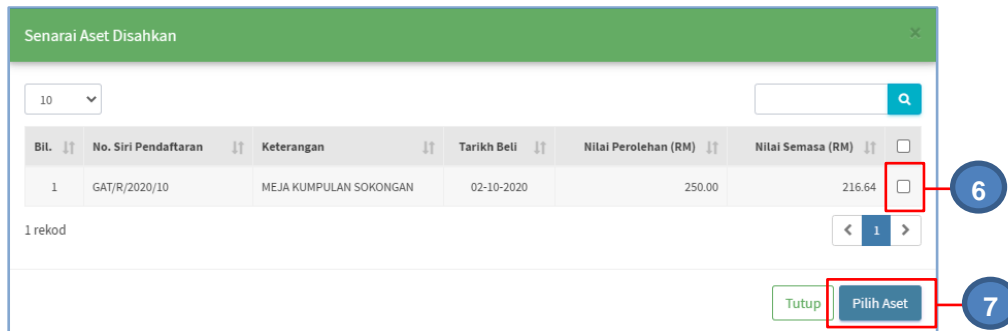 Senarai Aset Disahkan ×
10
Bil. No. Siri Pendaftaran Keterangan Tarikh Beli Nilai Perolehan (RM) Nilai Semasa (RM)
1 GAT/R/2020/10 MEJA KUMPULAN SOKONGAN 02-10-2020 250.00 216.64
6
1 rekod < 1 >
Tutup Pilih Aset
7